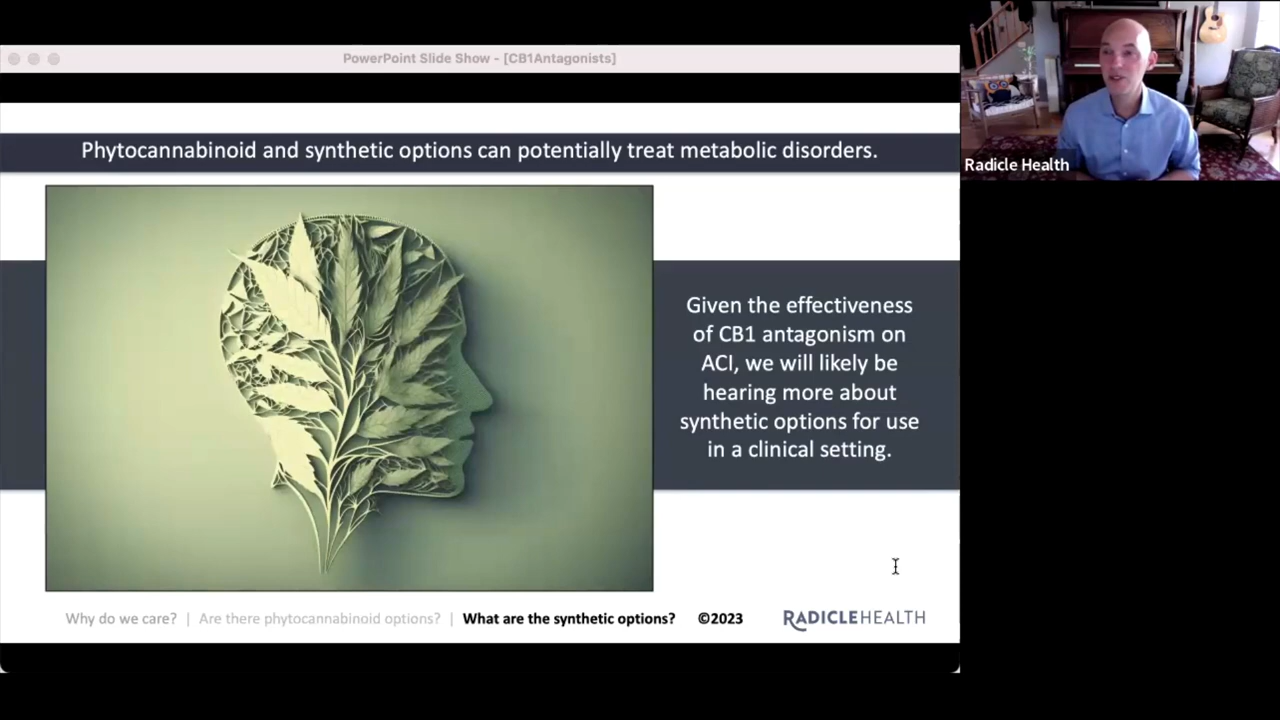 PowerPoint Slide Show - [CB1Antagonists]
Radicle Health
Phytocannabinoid and synthetic options can potentially treat metabolic disorders.
Given the effectiveness
of CB1 antagonism on
ACI, we will likely be
hearing more about
synthetic options for use
in a clinical setting.
Why do we care? | Are there phytocannabinoid options? | What are the synthetic options? ©2023 RADICLEHEALTH